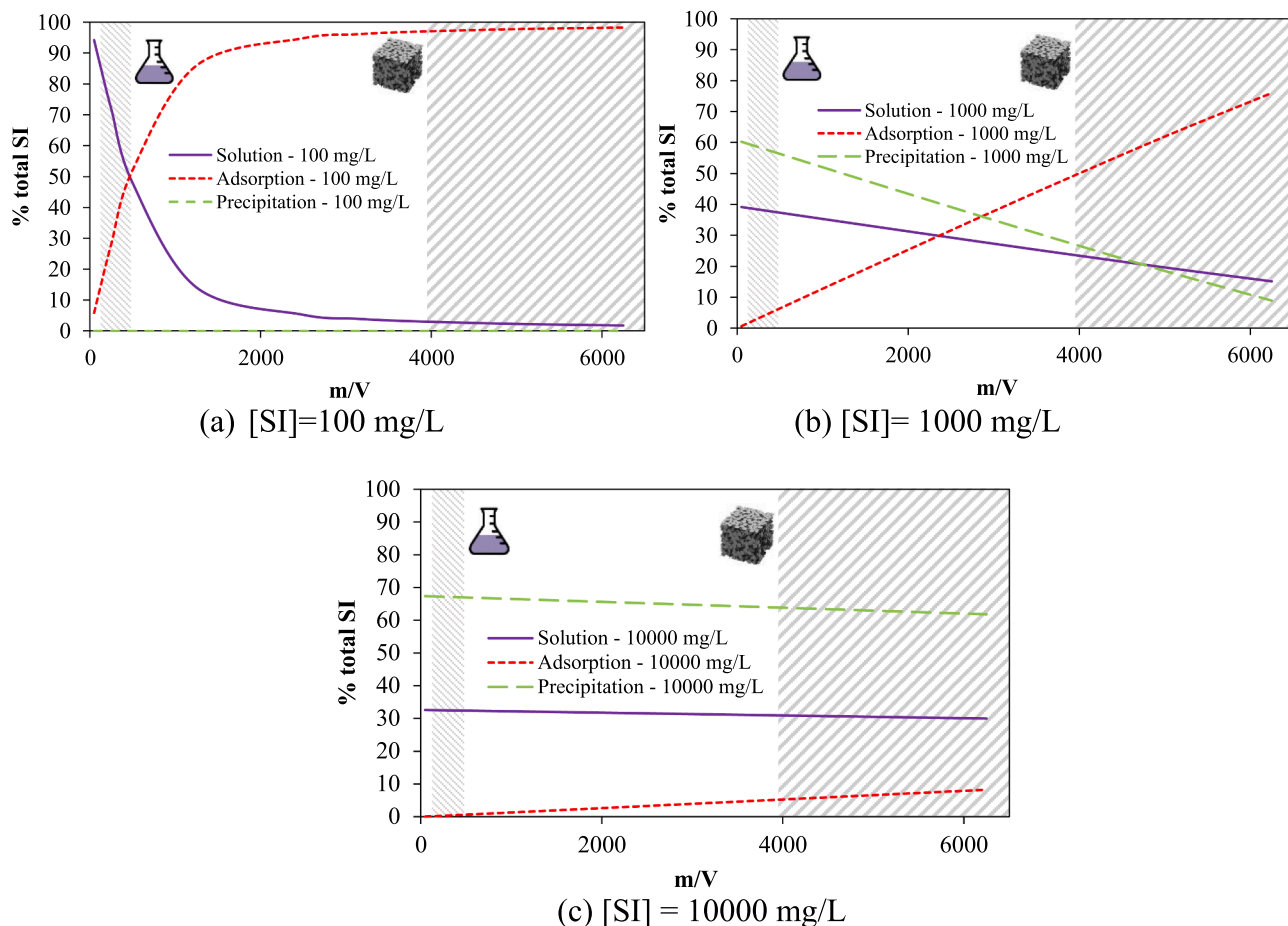 100
90
80
70
60
50
40
30
20
10
0
% total SI
Solution - 100 mg/L
Adsorption - 100 mg/L
Precipitation - 100 mg/L
0 2000 4000 6000
m/V
(a) [SI]=100 mg/L
100
90
80
70
60
50
40
30
20
10
0
% total SI
Solution - 1000 mg/L
Adsorption - 1000 mg/L
Precipitation - 1000 mg/L
0 2000 4000 6000
m/V
(b) [SI]= 1000 mg/L
100
90
80
70
60
50
40
30
20
10
0
% total SI
Solution - 10000 mg/L
Adsorption - 10000 mg/L
Precipitation - 10000 mg/L
0 2000 4000 6000
m/V
(c) [SI] = 10000 mg/L